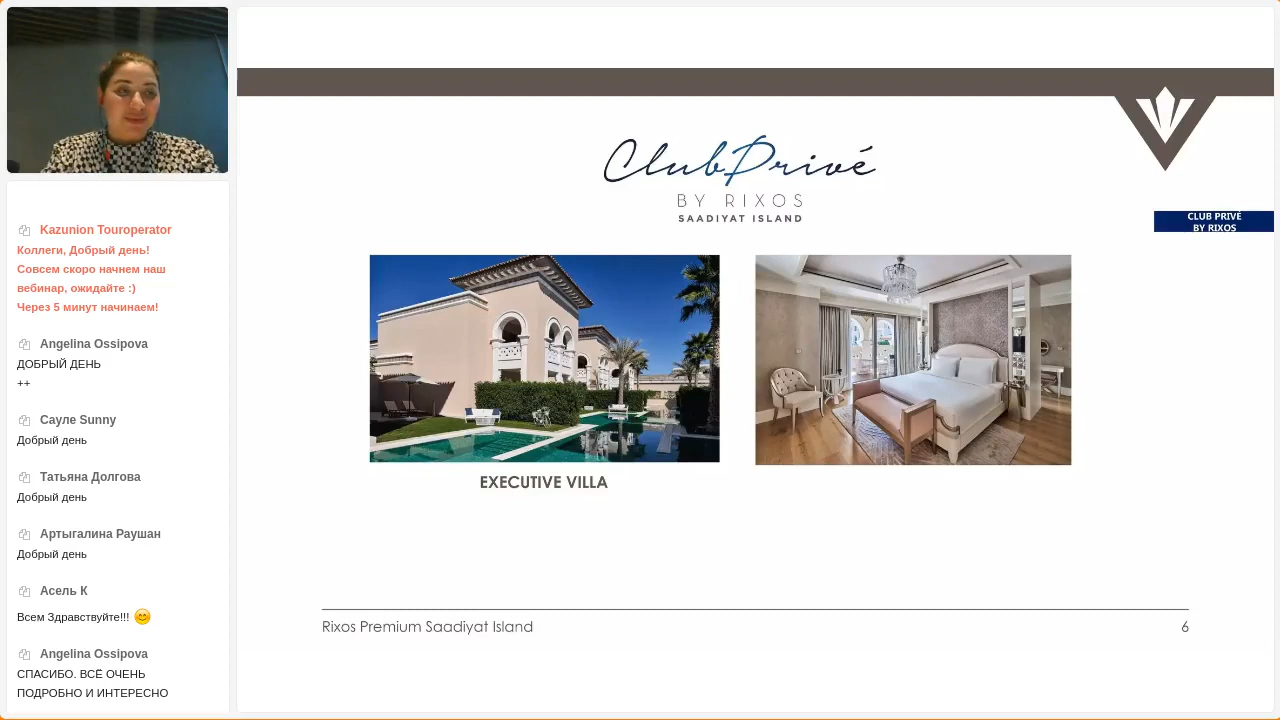 Kazunion Touroperator
Коллеги, Добрый день!
Совсем скоро начнем наш
вебинар, ожидайте :)
Через 5 минут начинаем!
Angelina Ossipova
ДОБРЫЙ ДЕНЬ
++
Сауле Sunny
Добрый день
Татьяна Долгова
Добрый день
Артыгалина Раушан
Добрый день
Асель К
Всем Здравствуйте!!! 😊
Angelina Ossipova
СПАСИБО. ВСЁ ОЧЕНЬ
ПОДРОБНО И ИНТЕРЕСНО
ClubPrivé
BY RIXOS
SAADIYAT ISLAND
CLUB PRIVÉ
BY RIXOS
EXECUTIVE VILLA
Rixos Premium Saadiyat Island
6